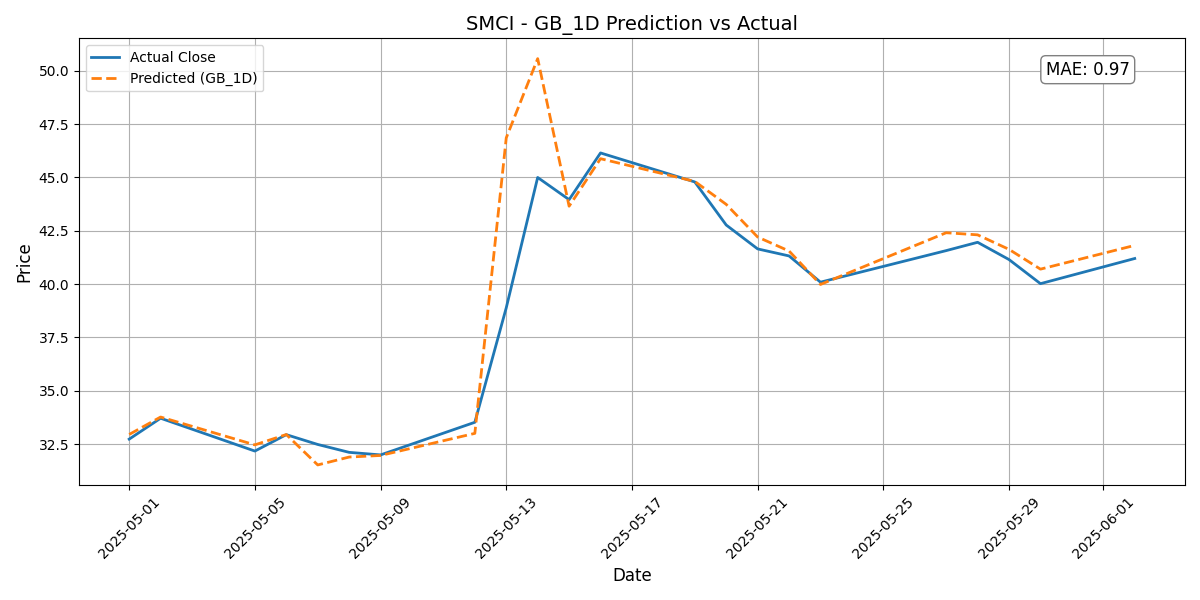 SMCI - GB_1D Prediction vs Actual
Actual Close
Predicted (GB_1D)
MAE: 0.97
Price
50.0
47.5
45.0
42.5
40.0
37.5
35.0
32.5
2025-05-01
2025-05-05
2025-05-09
2025-05-13
2025-05-17
2025-05-21
2025-05-25
2025-05-29
2025-06-01
Date